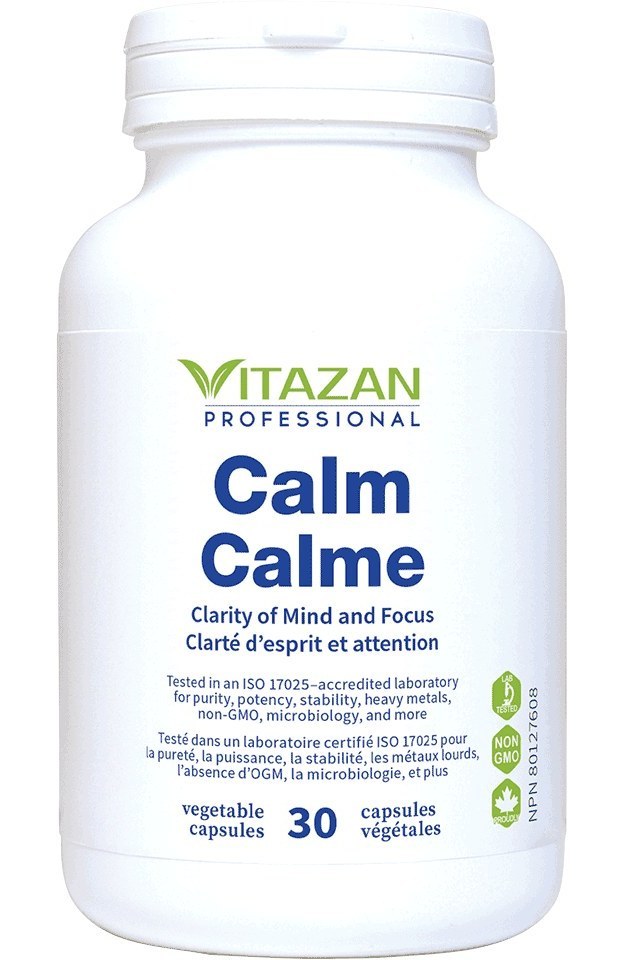 VITAZAN
PROFESSIONAL
Calm
Calme
Clarity of Mind and Focus
Clarté d’esprit et attention
Tested in an ISO 17025–accredited laboratory
for purity, potency, stability, heavy metals,
non-GMO, microbiology, and more
Testé dans un laboratoire certifié ISO 17025 pour
la pureté, la puissance, la stabilité, les métaux lourds,
l’absence d’OGM, la microbiologie, et plus
vegetable capsules 30 capsules végétales
LAB
TESTED
NON
GMO
PROUDLY
NPN 80127608